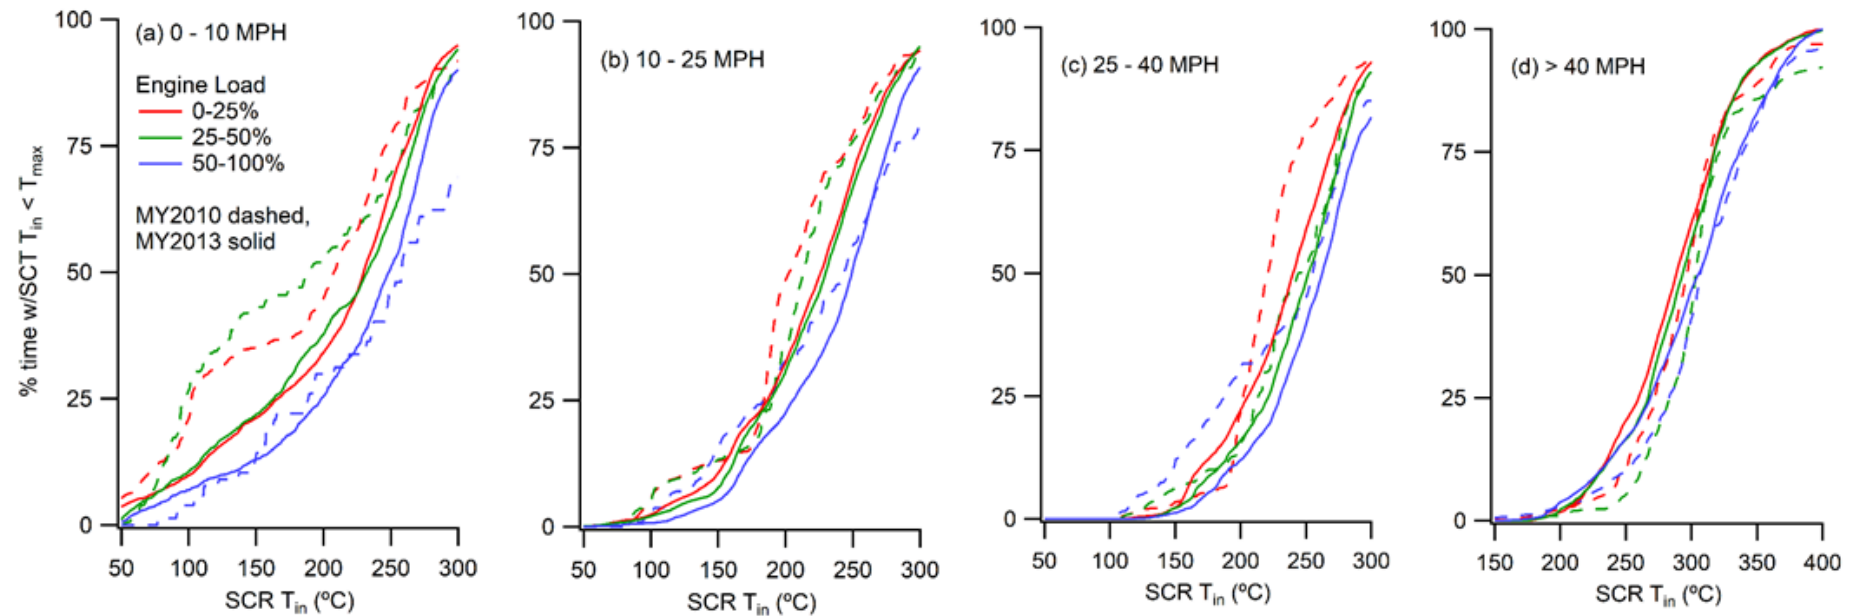 % time w/SCT Tin < Tmax
100
75
50
25
0
(a) 0 - 10 MPH
Engine Load
0-25%
25-50%
50-100%
MY2010 dashed,
MY2013 solid
50 100 150 200 250 300
SCR Tin (ºC)
100
75
50
25
0
(b) 10 - 25 MPH
50 100 150 200 250 300
SCR Tin (ºC)
100
75
50
25
0
(c) 25 - 40 MPH
50 100 150 200 250 300
SCR Tin (ºC)
100
75
50
25
0
(d) > 40 MPH
150 200 250 300 350 400
SCR Tin (ºC)